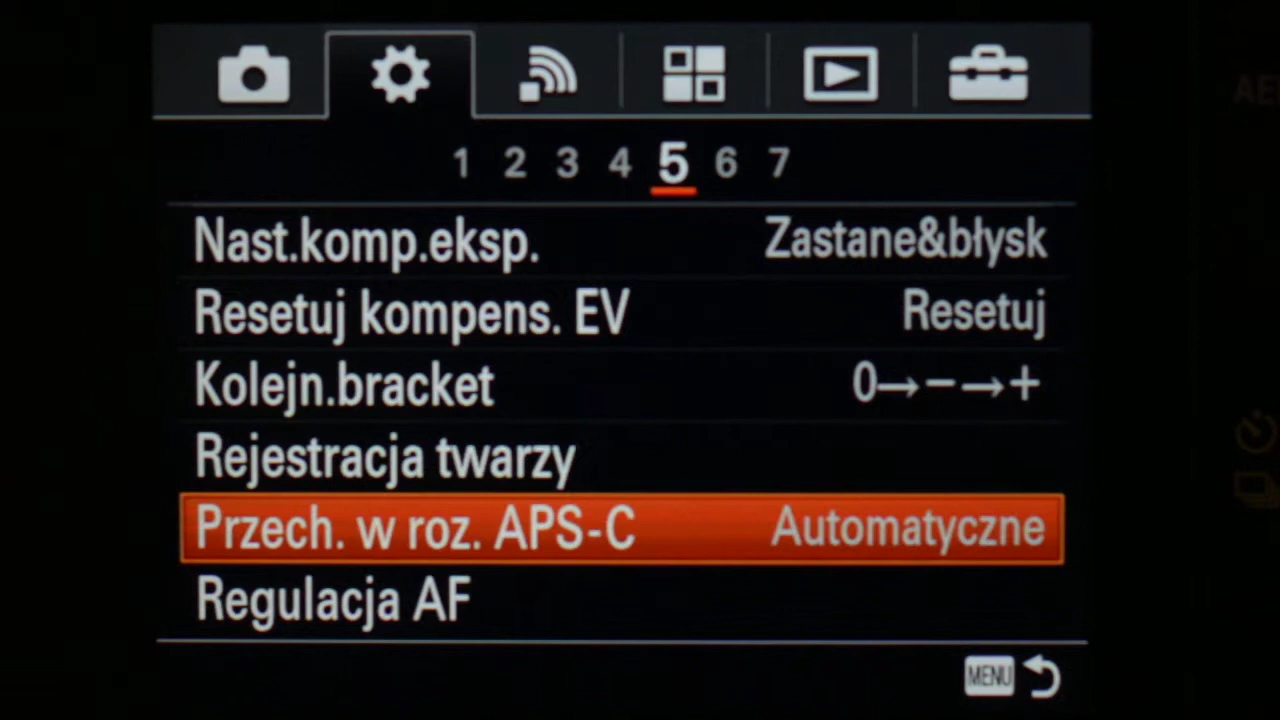 1 2 3 4 5 6 7
Nast.komp.eksp. Zastane&błysk
Resetuj kompens. EV Resetuj
Kolejn.bracket 0→−→+
Rejestracja twarzy
Przech. w roz. APS-C Automatyczne
Regulacja AF
MENU